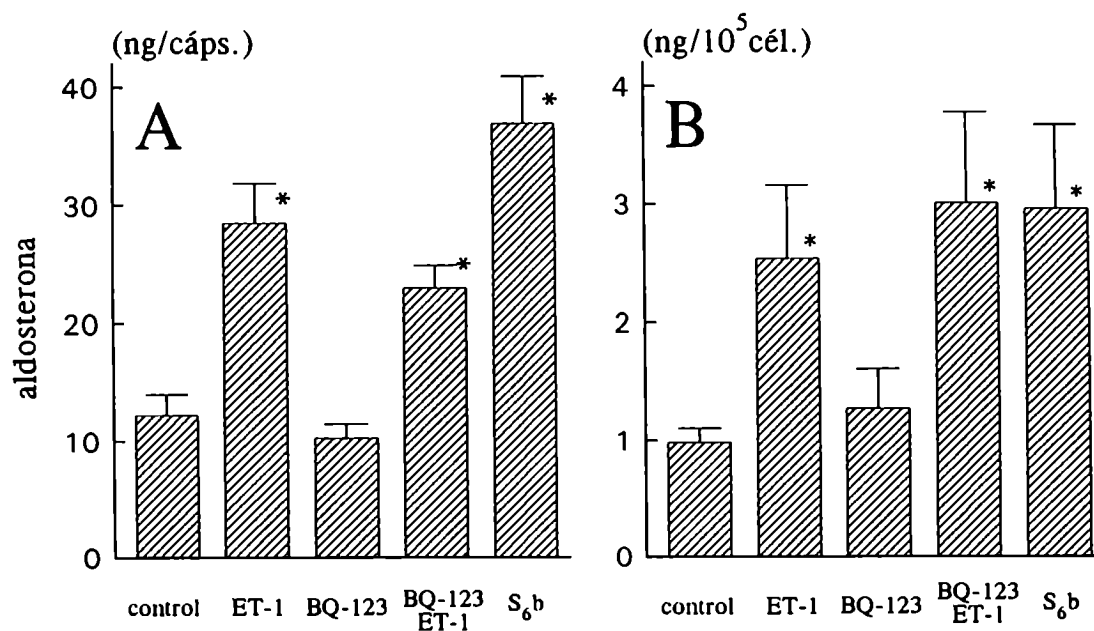 (ng/cáps.)
A
aldosterona
40
30
20
10
0
*
*
*
control
ET-1
BQ-123
BQ-123
ET-1
S₆b
(ng/10⁵cél.)
B
4
3
2
1
0
*
*
*
control
ET-1
BQ-123
BQ-123
ET-1
S₆b